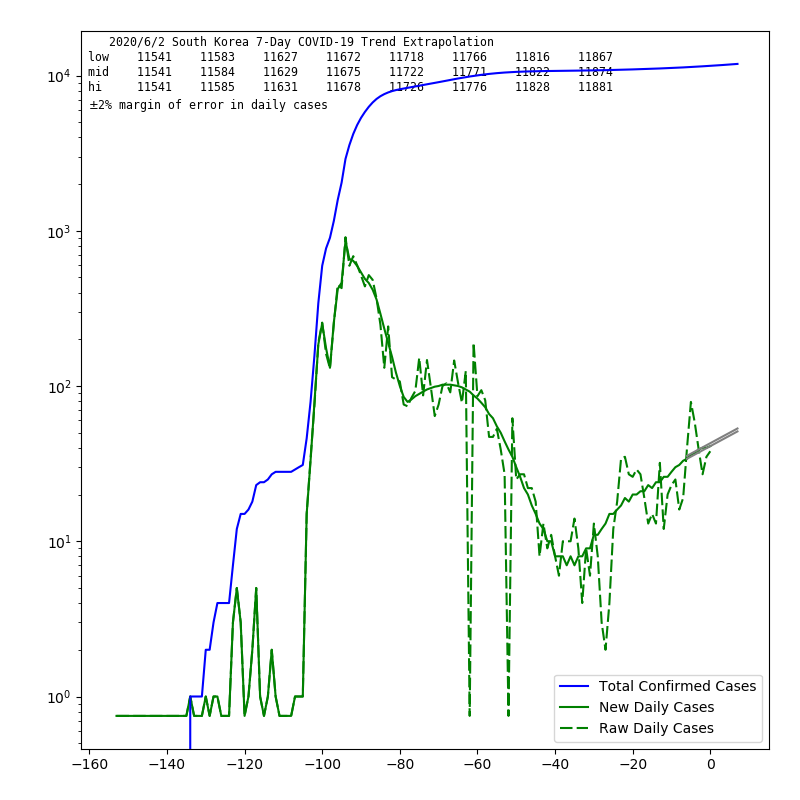 2020/6/2 South Korea 7-Day COVID-19 Trend Extrapolation
low 11541 11583 11627 11672 11718 11766 11816 11867
mid 11541 11584 11629 11675 11722 11771 11822 11874
hi 11541 11585 11631 11678 11726 11776 11828 11881
±2% margin of error in daily cases
10⁴
10³
10²
10¹
10⁰
Total Confirmed Cases
New Daily Cases
Raw Daily Cases
−160 −140 −120 −100 −80 −60 −40 −20 0